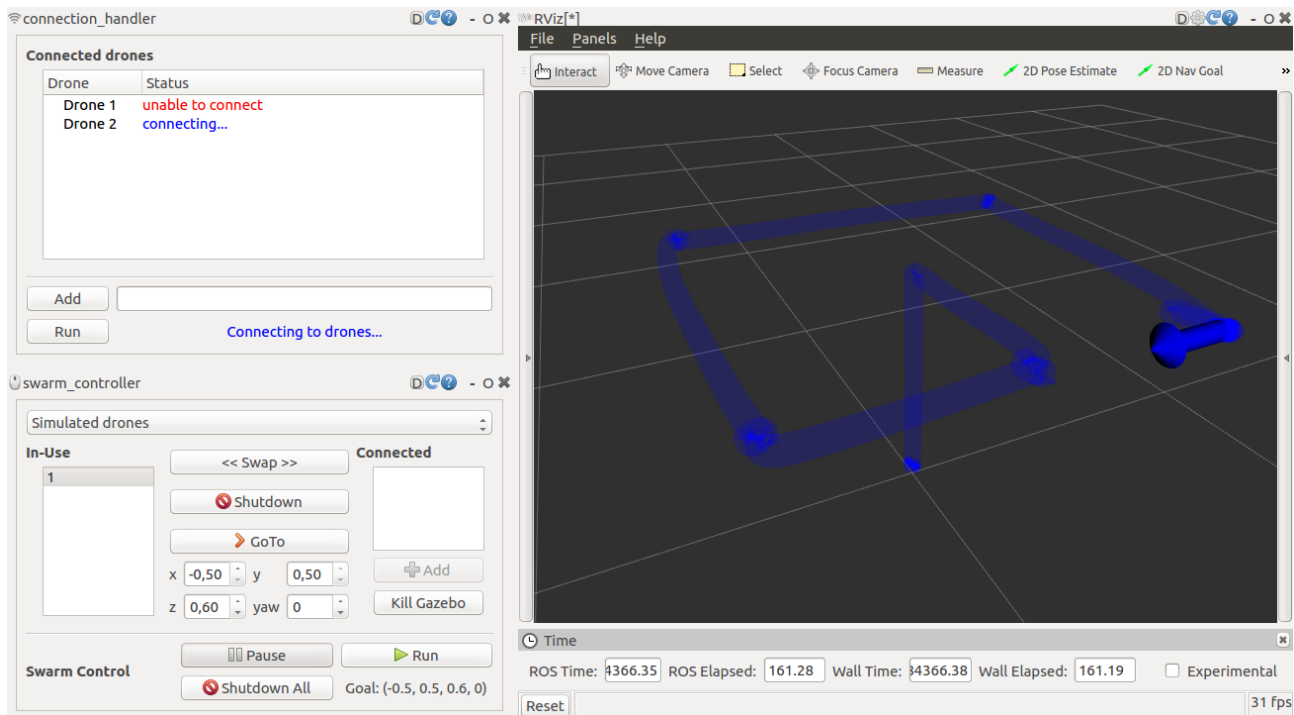 connection_handler
D
- O ✖
Connected drones
Drone Status
Drone 1 unable to connect
Drone 2 connecting...
Add
Run Connecting to drones...
swarm_controller
D
- O ✖
Simulated drones
In-Use
1
<< Swap >>
Shutdown
GoTo
x -0,50 y 0,50
z 0,60 yaw 0
Connected
Add
Kill Gazebo
Swarm Control
Pause Run
Shutdown All Goal: (-0.5, 0.5, 0.6, 0)
RViz[*]
D
- O ✖
File Panels Help
Interact Move Camera Select Focus Camera Measure 2D Pose Estimate 2D Nav Goal »
Time
ROS Time: 4366.35 ROS Elapsed: 161.28 Wall Time: 4366.38 Wall Elapsed: 161.19 Experimental
Reset 31 fps